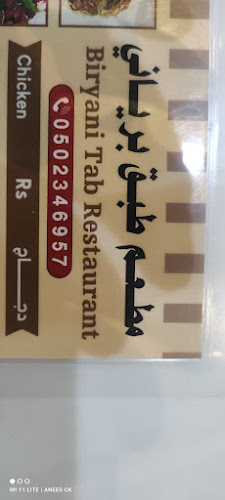 مطعم طبق برياني
Biryani Tab Restaurant
0502346957
Chicken Rs دجاج
MI 11 LITE | ANEES CK